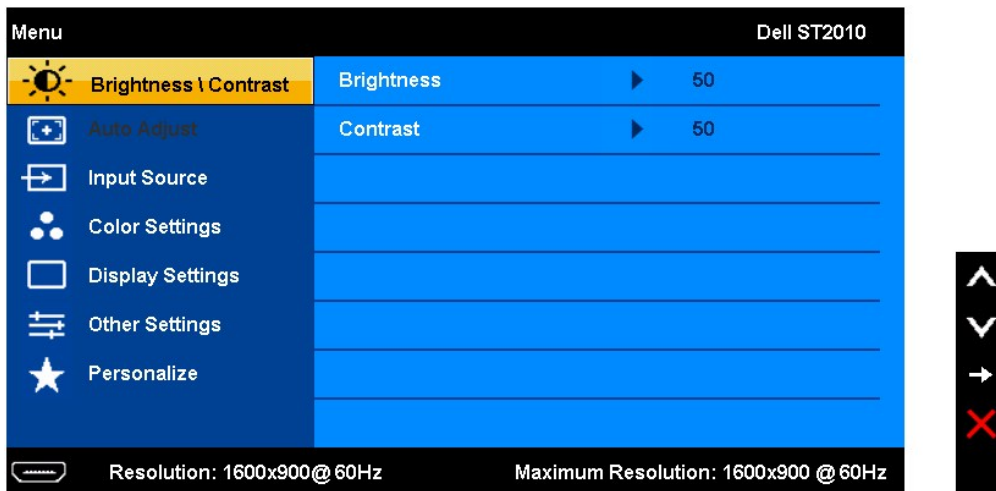 Menu Dell ST2010
Brightness \ Contrast Brightness 50
Auto Adjust Contrast 50
Input Source
Color Settings
Display Settings
Other Settings
Personalize
Resolution: 1600x900@60Hz Maximum Resolution: 1600x900 @60Hz